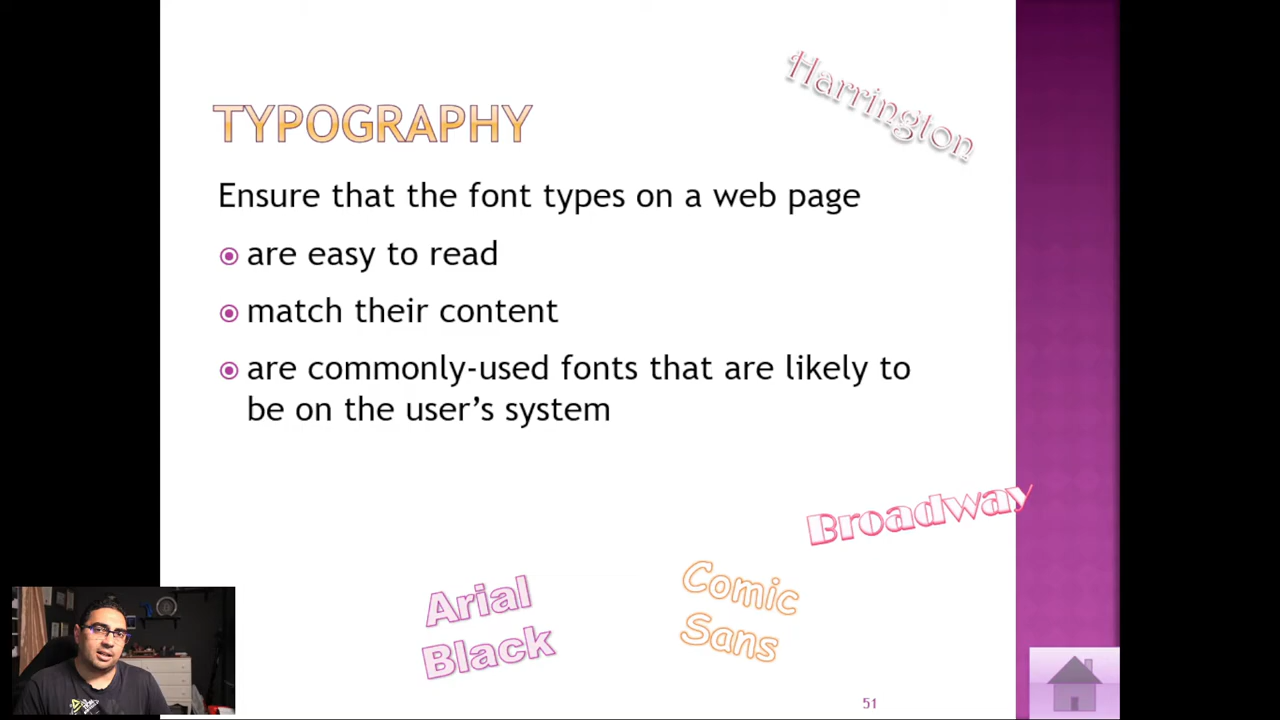 Harrington
TYPOGRAPHY
Ensure that the font types on a web page
are easy to read
match their content
are commonly-used fonts that are likely to
be on the user’s system
Broadway
Arial
Black
Comic
Sans
51